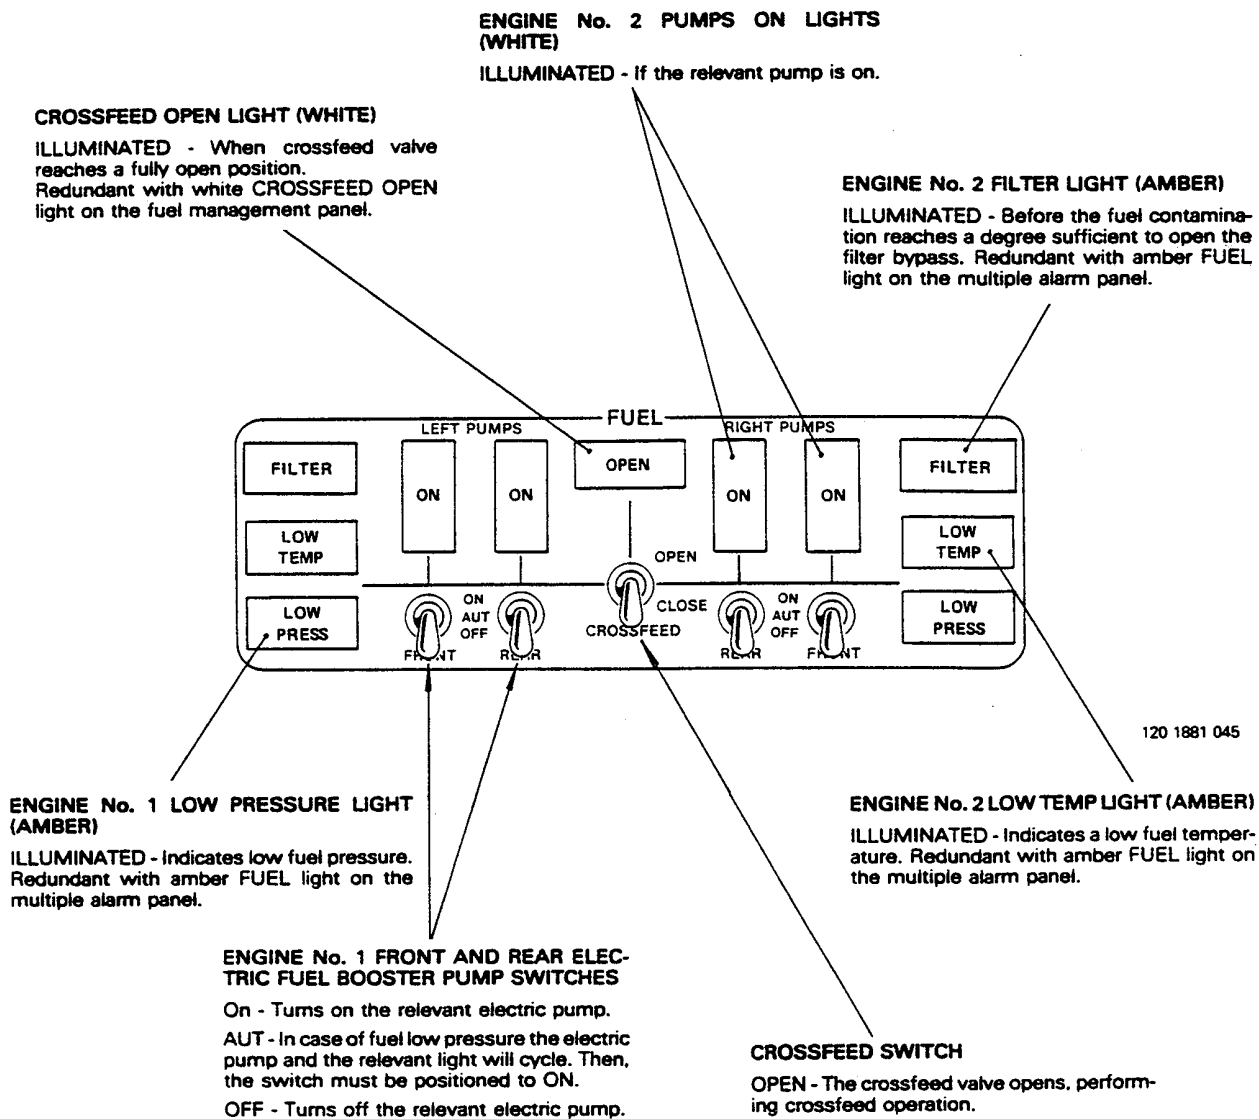 ENGINE No. 2 PUMPS ON LIGHTS
(WHITE)
ILLUMINATED - If the relevant pump is on.
CROSSFEED OPEN LIGHT (WHITE)
ILLUMINATED - When crossfeed valve
reaches a fully open position.
Redundant with white CROSSFEED OPEN
light on the fuel management panel.
ENGINE No. 2 FILTER LIGHT (AMBER)
ILLUMINATED - Before the fuel contamina-
tion reaches a degree sufficient to open the
filter bypass. Redundant with amber FUEL
light on the multiple alarm panel.
FUEL
LEFT PUMPS
RIGHT PUMPS
FILTER
ON
ON
OPEN
ON
ON
FILTER
LOW
TEMP
OPEN
LOW
TEMP
LOW
PRESS
ON
AUT
OFF
CLOSE
ON
AUT
OFF
LOW
PRESS
FRONT
REAR
CROSSFEED
REAR
FRONT
120 1881 045
ENGINE No. 1 LOW PRESSURE LIGHT
(AMBER)
ILLUMINATED - Indicates low fuel pressure.
Redundant with amber FUEL light on the
multiple alarm panel.
ENGINE No. 2 LOW TEMP LIGHT (AMBER)
ILLUMINATED - Indicates a low fuel temper-
ature. Redundant with amber FUEL light on
the multiple alarm panel.
ENGINE No. 1 FRONT AND REAR ELEC-
TRIC FUEL BOOSTER PUMP SWITCHES
On - Turns on the relevant electric pump.
AUT - In case of fuel low pressure the electric
pump and the relevant light will cycle. Then,
the switch must be positioned to ON.
OFF - Turns off the relevant electric pump.
CROSSFEED SWITCH
OPEN - The crossfeed valve opens, perform-
ing crossfeed operation.